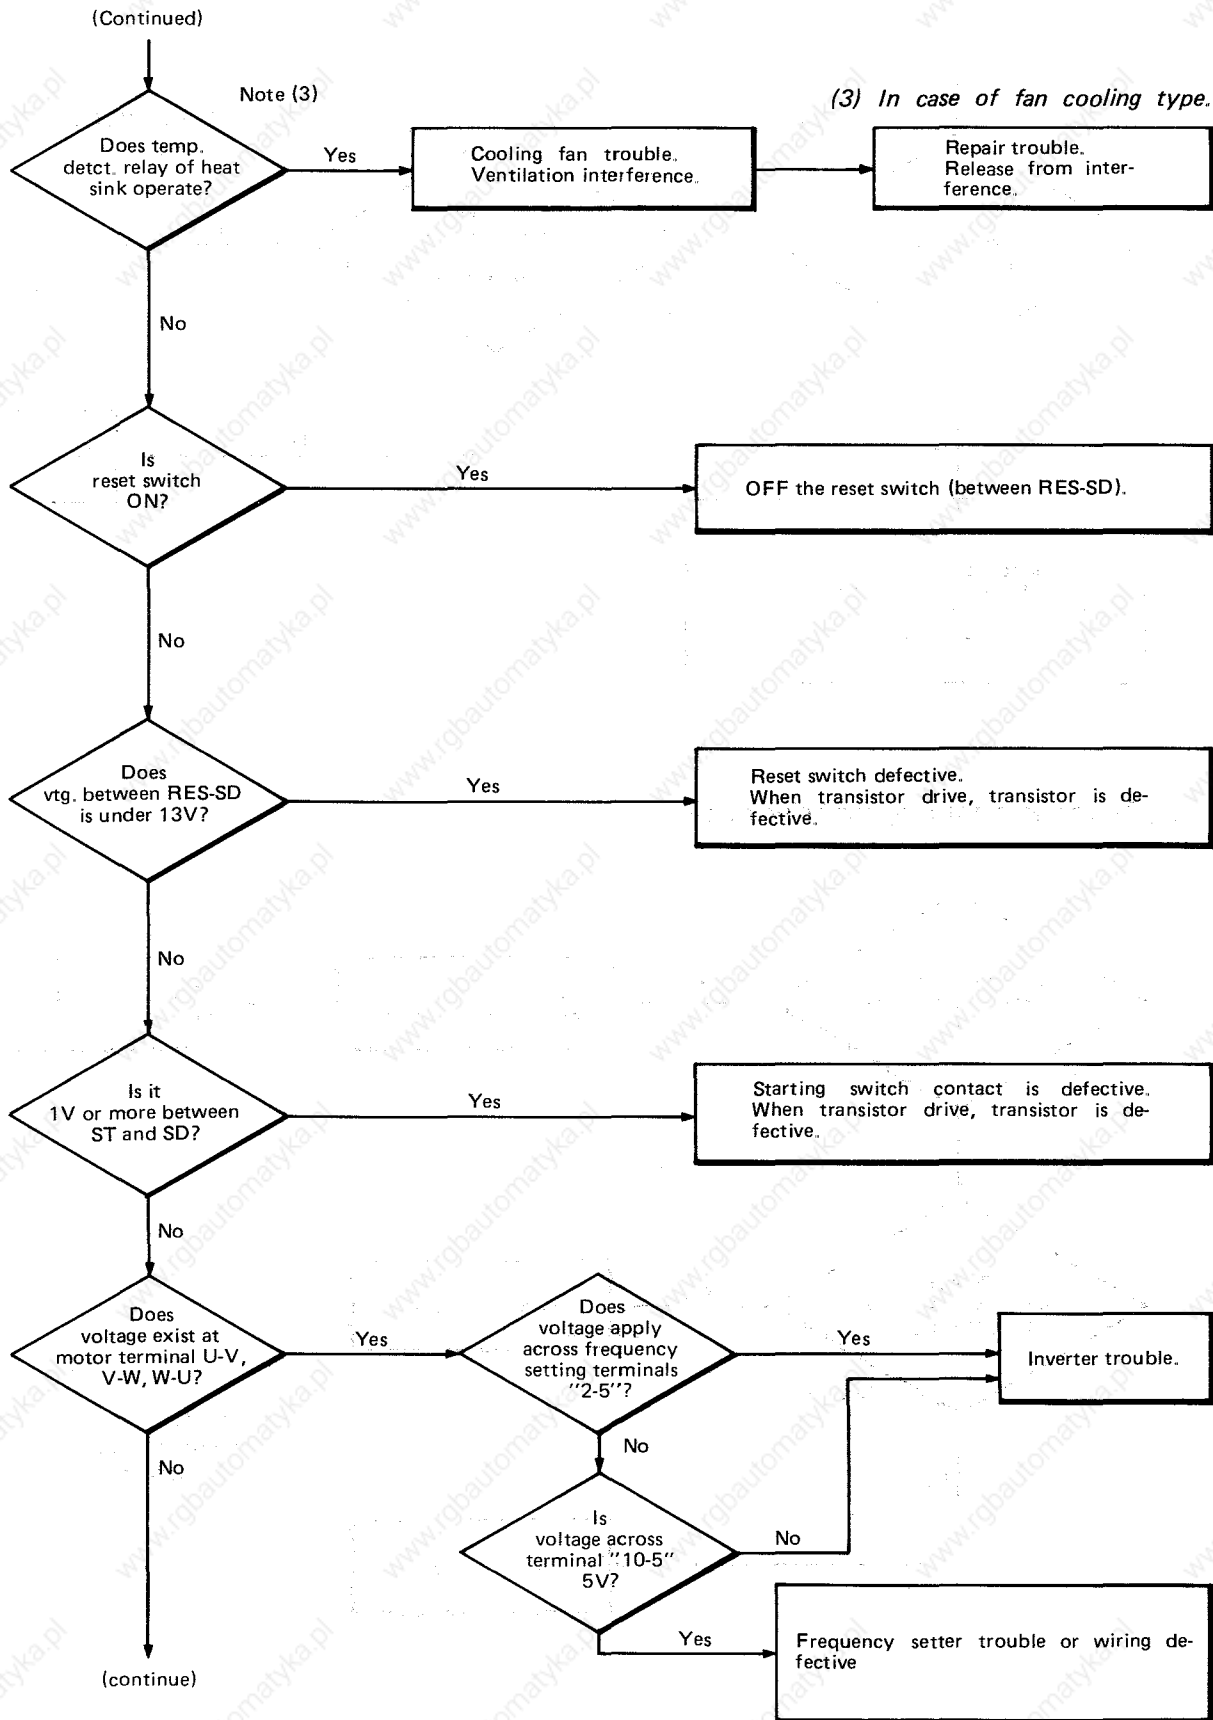 (Continued)
Note (3)
(3) In case of fan cooling type.
Does temp.
detct. relay of heat
sink operate?
Yes
Cooling fan trouble.
Ventilation interference.
Repair trouble.
Release from inter-
ference.
No
Is
reset switch
ON?
Yes
OFF the reset switch (between RES-SD).
No
Does
vtg. between RES-SD
is under 13V?
Yes
Reset switch defective.
When transistor drive, transistor is de-
fective.
No
Is it
1V or more between
ST and SD?
Yes
Starting switch contact is defective.
When transistor drive, transistor is de-
fective.
No
Does
voltage exist at
motor terminal U-V,
V-W, W-U?
Yes
Does
voltage apply
across frequency
setting terminals
"2-5"?
Yes
Inverter trouble.
No
No
Is
voltage across
terminal "10-5"
5V?
No
Yes
Frequency setter trouble or wiring de-
fective
(continue)
www.rgbautomatyka.pl